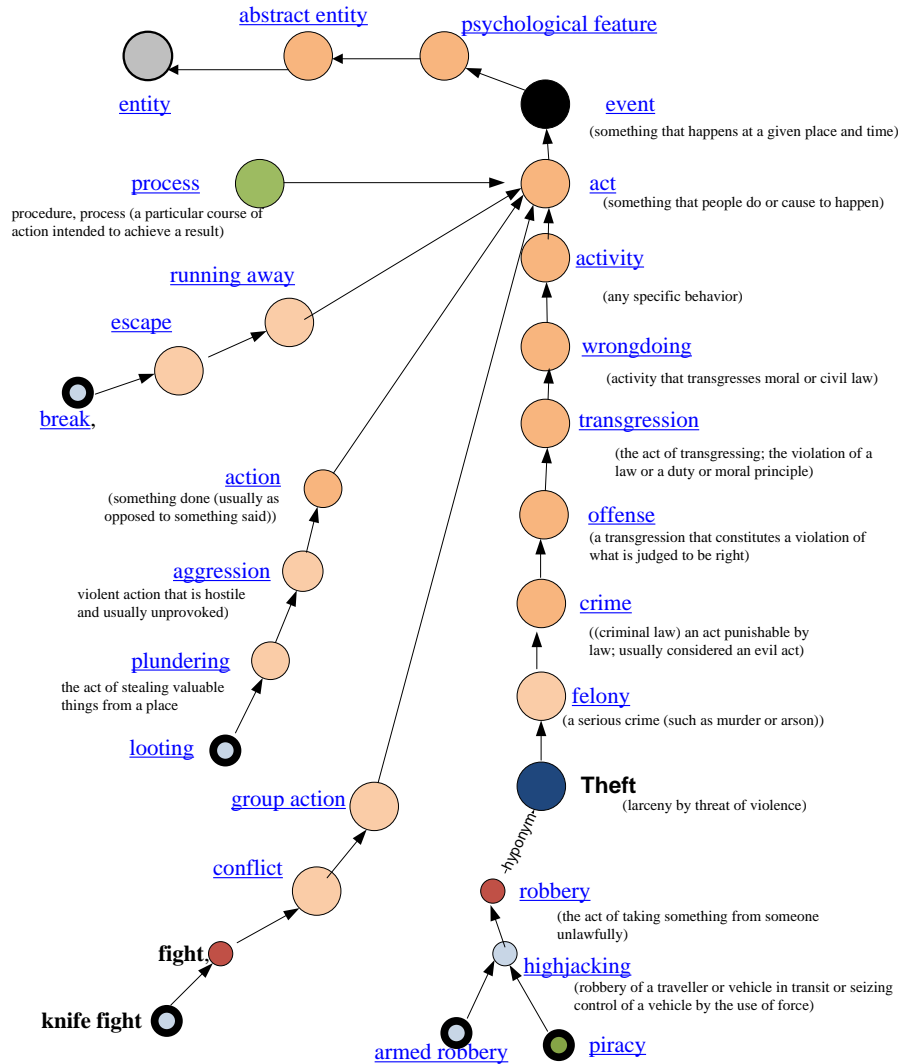 abstract entity
psychological feature
entity
event
(something that happens at a given place and time)
process
procedure, process (a particular course of
action intended to achieve a result)
act
(something that people do or cause to happen)
activity
(any specific behavior)
running away
escape
break,
wrongdoing
(activity that transgresses moral or civil law)
transgression
(the act of transgressing; the violation of a
law or a duty or moral principle)
action
(something done (usually as
opposed to something said))
offense
(a transgression that constitutes a violation of
what is judged to be right)
aggression
violent action that is hostile
and usually unprovoked)
crime
((criminal law) an act punishable by
law; usually considered an evil act)
plundering
the act of stealing valuable
things from a place
felony
(a serious crime (such as murder or arson))
looting
Theft
(larceny by threat of violence)
group action
-hyponym-
conflict
robbery
(the act of taking something from someone
unlawfully)
fight,
highjacking
(robbery of a traveller or vehicle in transit or seizing
control of a vehicle by the use of force)
knife fight
armed robbery
piracy